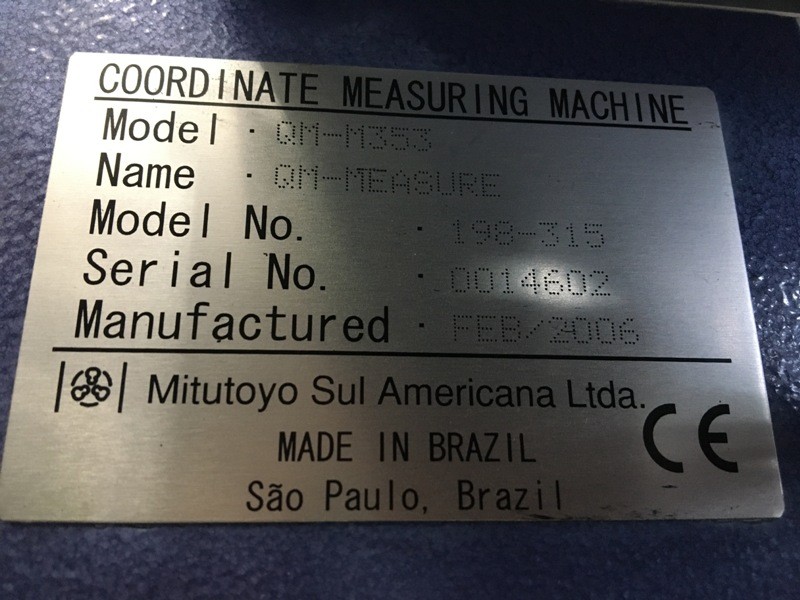 COORDINATE MEASURING MACHINE
Model · QM-M353
Name · QM-MEASURE
Model No. · 198-315
Serial No. · 0014602
Manufactured · FEB/2006
Mitutoyo Sul Americana Ltda.
CE
MADE IN BRAZIL
São Paulo, Brazil